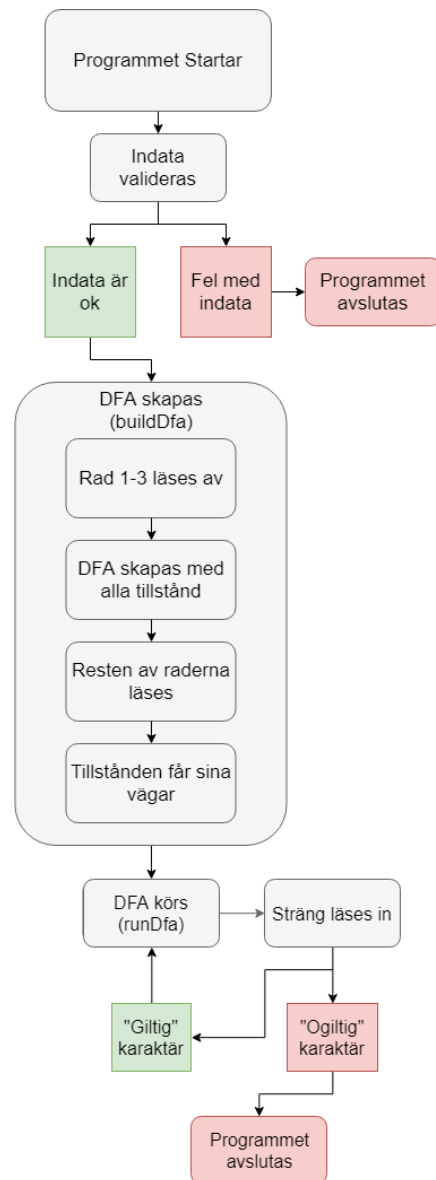 Programmet Startar
Indata
valideras
Indata är
ok
Fel med
indata
Programmet
avslutas
DFA skapas
(buildDfa)
Rad 1-3 läses av
DFA skapas med
alla tillstånd
Resten av raderna
läses
Tillstånden får sina
vägar
DFA körs
(runDfa)
Sträng läses in
"Giltig"
karaktär
"Ogiltig"
karaktär
Programmet
avslutas